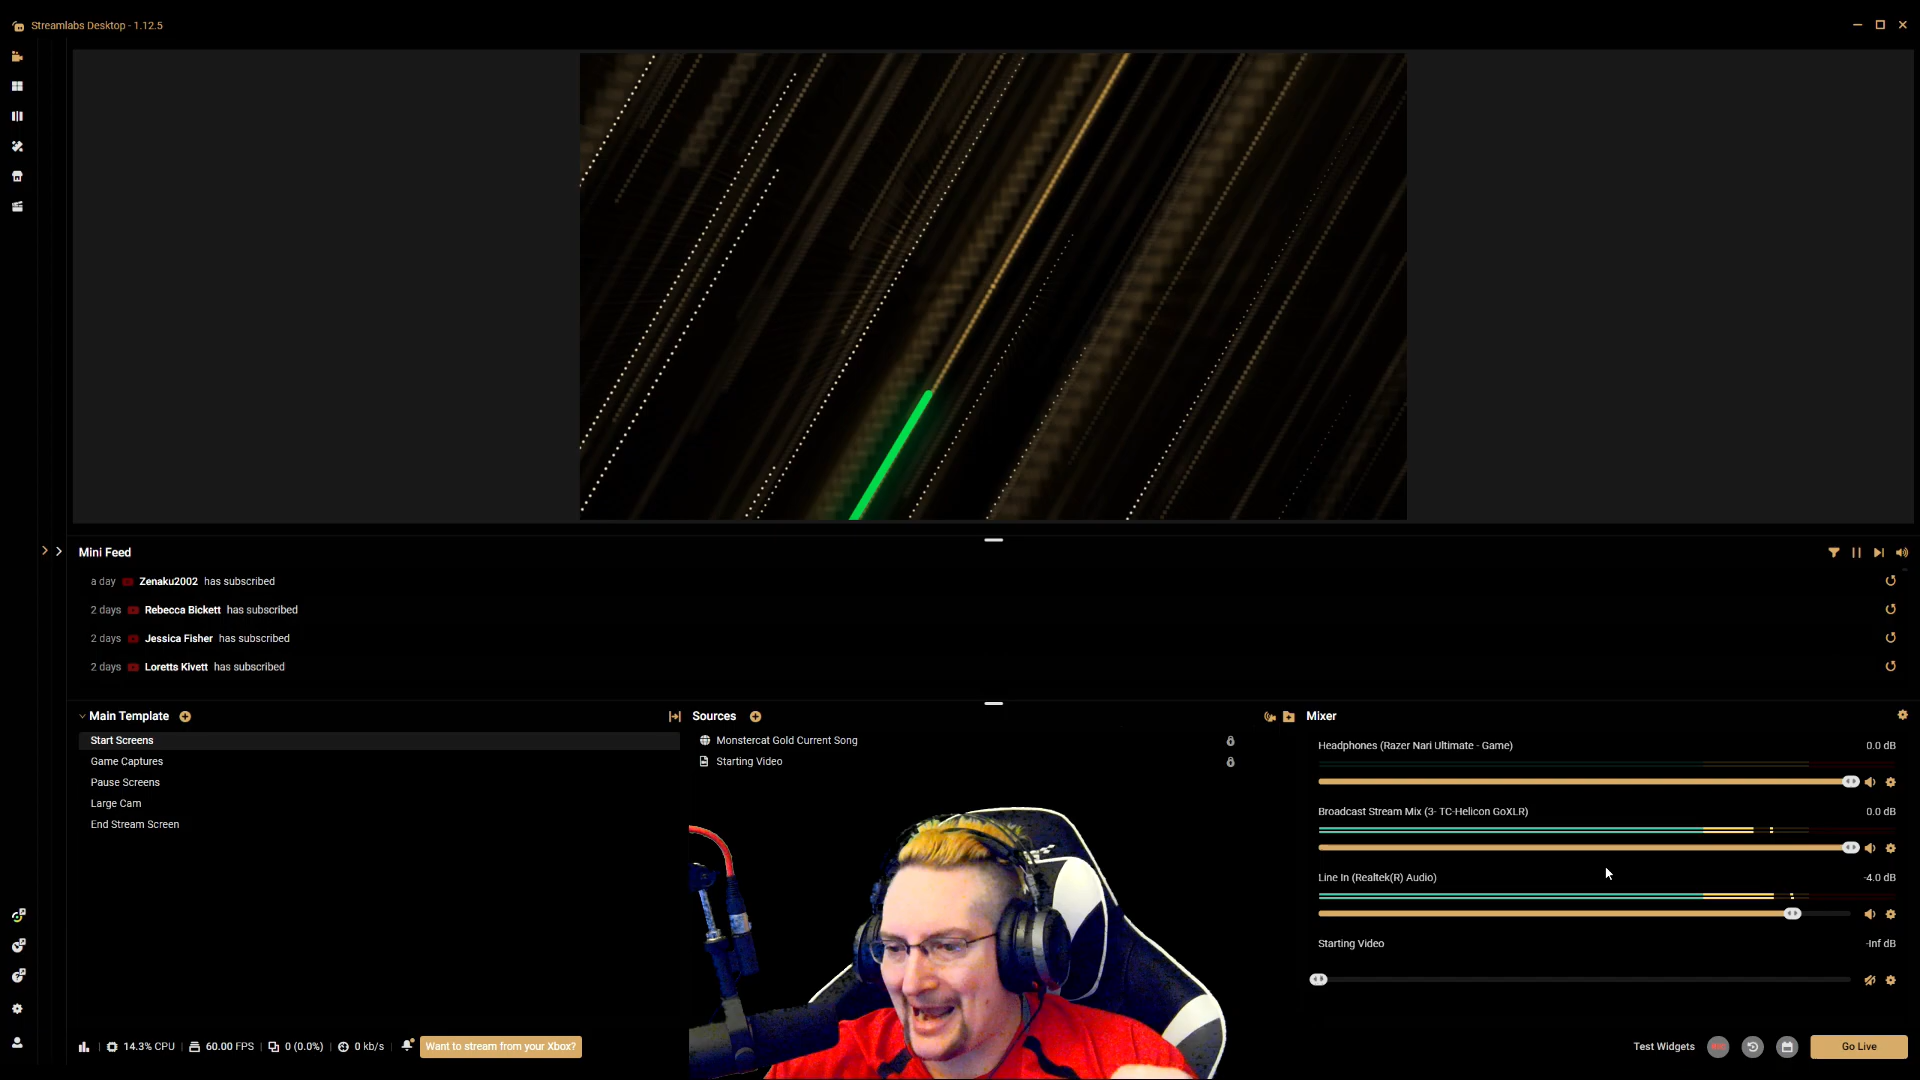 Streamlabs Desktop - 1.12.5
Mini Feed
a day Zenaku2002 has subscribed
2 days Rebecca Bickett has subscribed
2 days Jessica Fisher has subscribed
2 days Loretts Kivett has subscribed
Main Template
Start Screens
Game Captures
Pause Screens
Large Cam
End Stream Screen
Sources
Monstercat Gold Current Song
Starting Video
Mixer
Headphones (Razer Nari Ultimate - Game) 0.0 dB
Broadcast Stream Mix (3- TC-Helicon GoXLR) 0.0 dB
Line In (Realtek(R) Audio) -4.0 dB
Starting Video -Inf dB
14.3% CPU 60.00 FPS 0 (0.0%) 0 kb/s Want to stream from your Xbox?
Test Widgets REC Go Live